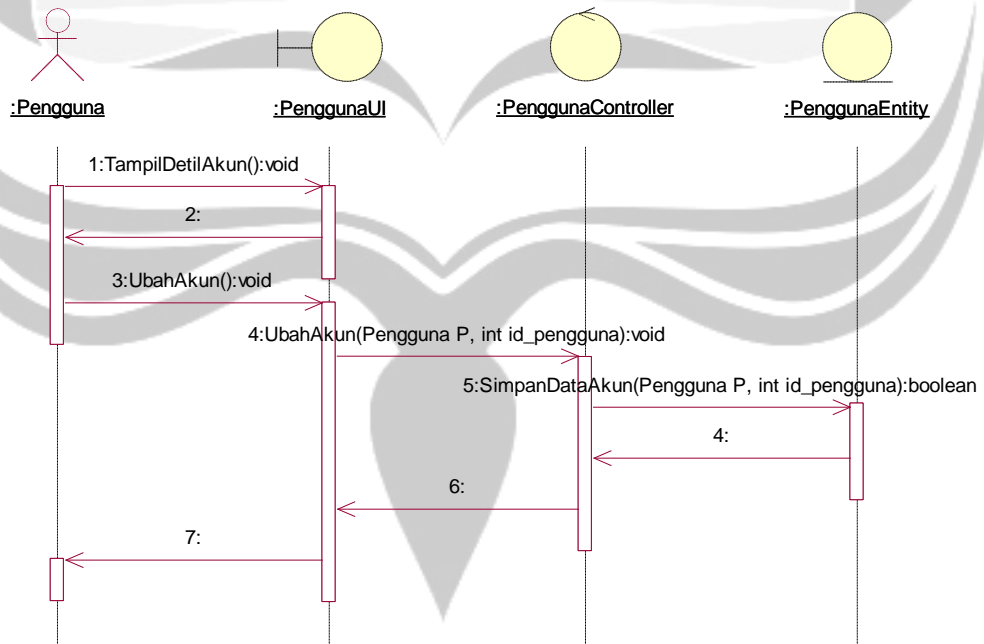 :Pengguna
:PenggunaUI
:PenggunaController
:PenggunaEntity
1:TampilDetilAkun():void
2:
3:UbahAkun():void
4:UbahAkun(Pengguna P, int id_pengguna):void
5:SimpanDataAkun(Pengguna P, int id_pengguna):boolean
4:
6:
7: